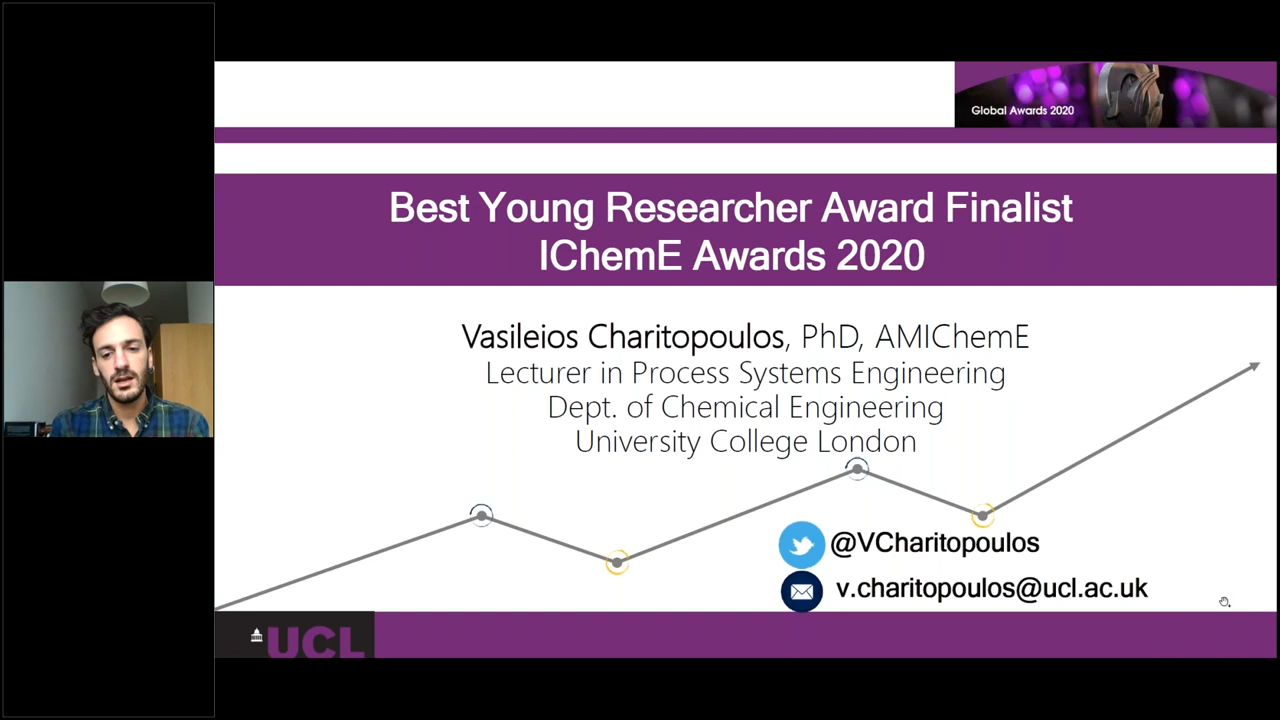 Global Awards 2020
Best Young Researcher Award Finalist
IChemE Awards 2020
Vasileios Charitopoulos, PhD, AMIChemE
Lecturer in Process Systems Engineering
Dept. of Chemical Engineering
University College London
@VCharitopoulos
v.charitopoulos@ucl.ac.uk
UCL